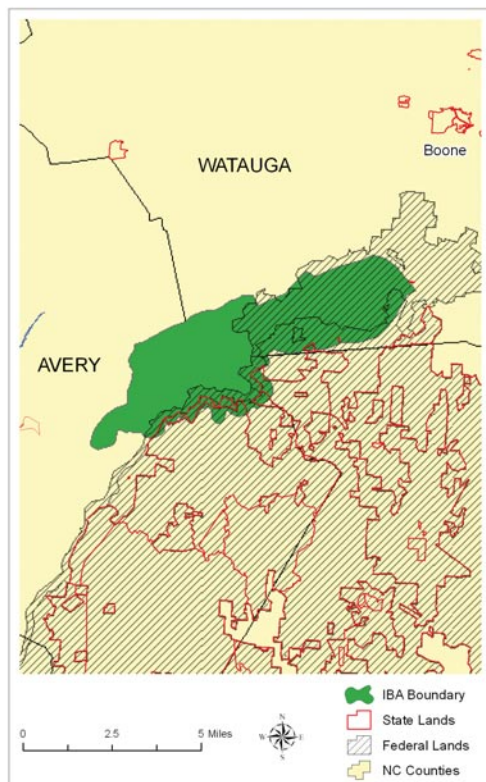 Boone
WATAUGA
AVERY
IBA Boundary
State Lands
Federal Lands
NC Counties
0 2.5 5 Miles
N
W E
S